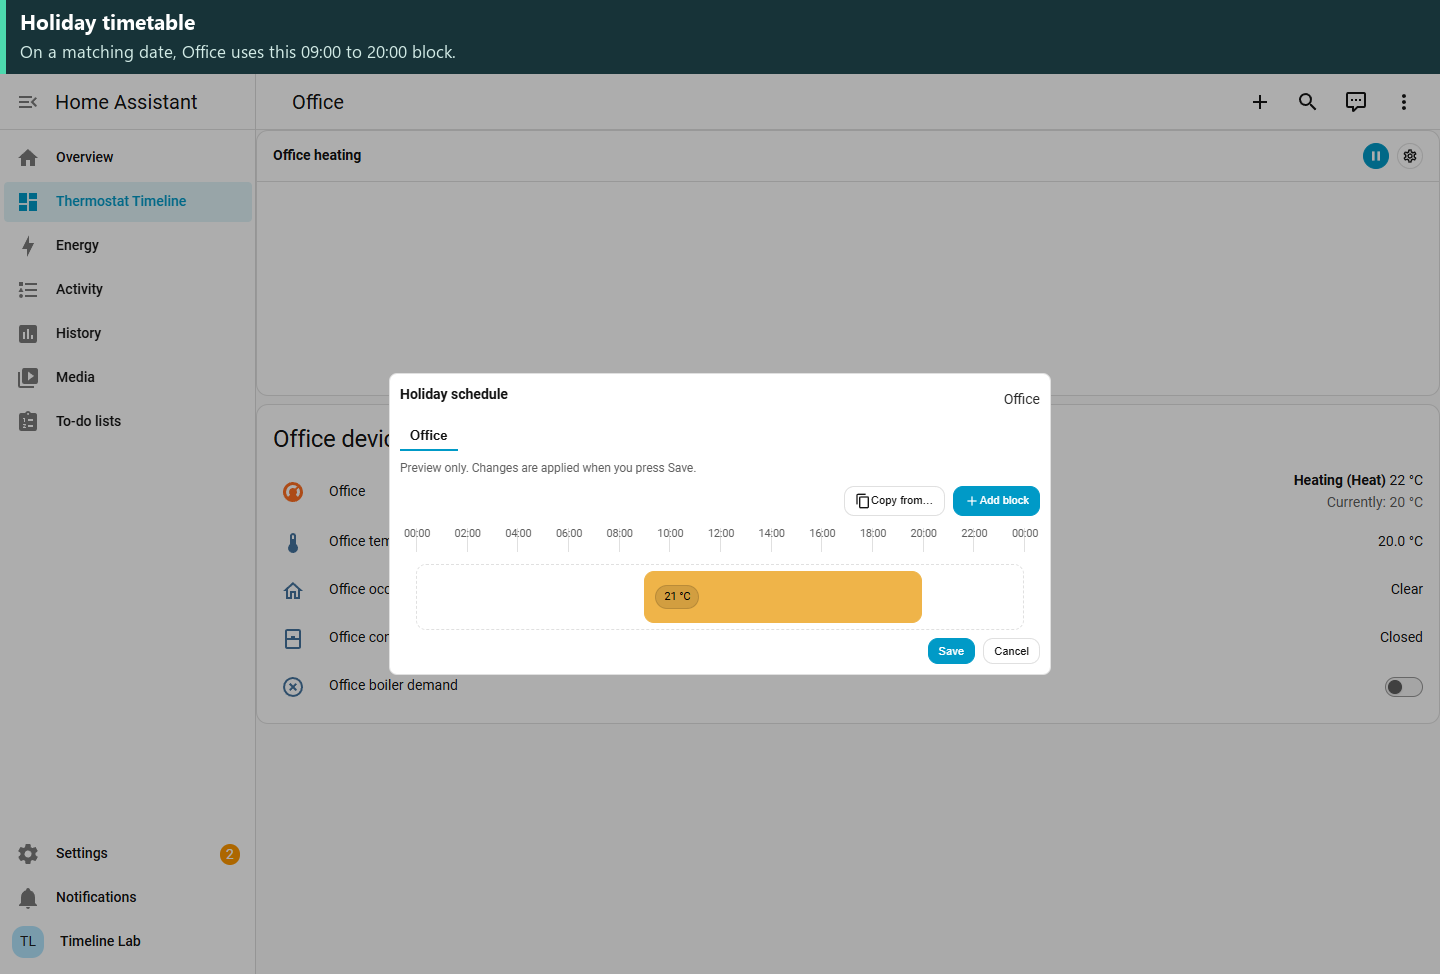 Holiday timetable
On a matching date, Office uses this 09:00 to 20:00 block.
Home Assistant
Office
Overview
Thermostat Timeline
Energy
Activity
History
Media
To-do lists
Settings
2
Notifications
TL
Timeline Lab
Office heating
Office devic
Office
Heating (Heat) 22 °C
Currently: 20 °C
Office tem
20.0 °C
Office occ
Clear
Office con
Closed
Office boiler demand
Holiday schedule
Office
Office
Preview only. Changes are applied when you press Save.
Copy from...
Add block
00:00 02:00 04:00 06:00 08:00 10:00 12:00 14:00 16:00 18:00 20:00 22:00 00:00
21 °C
Save
Cancel